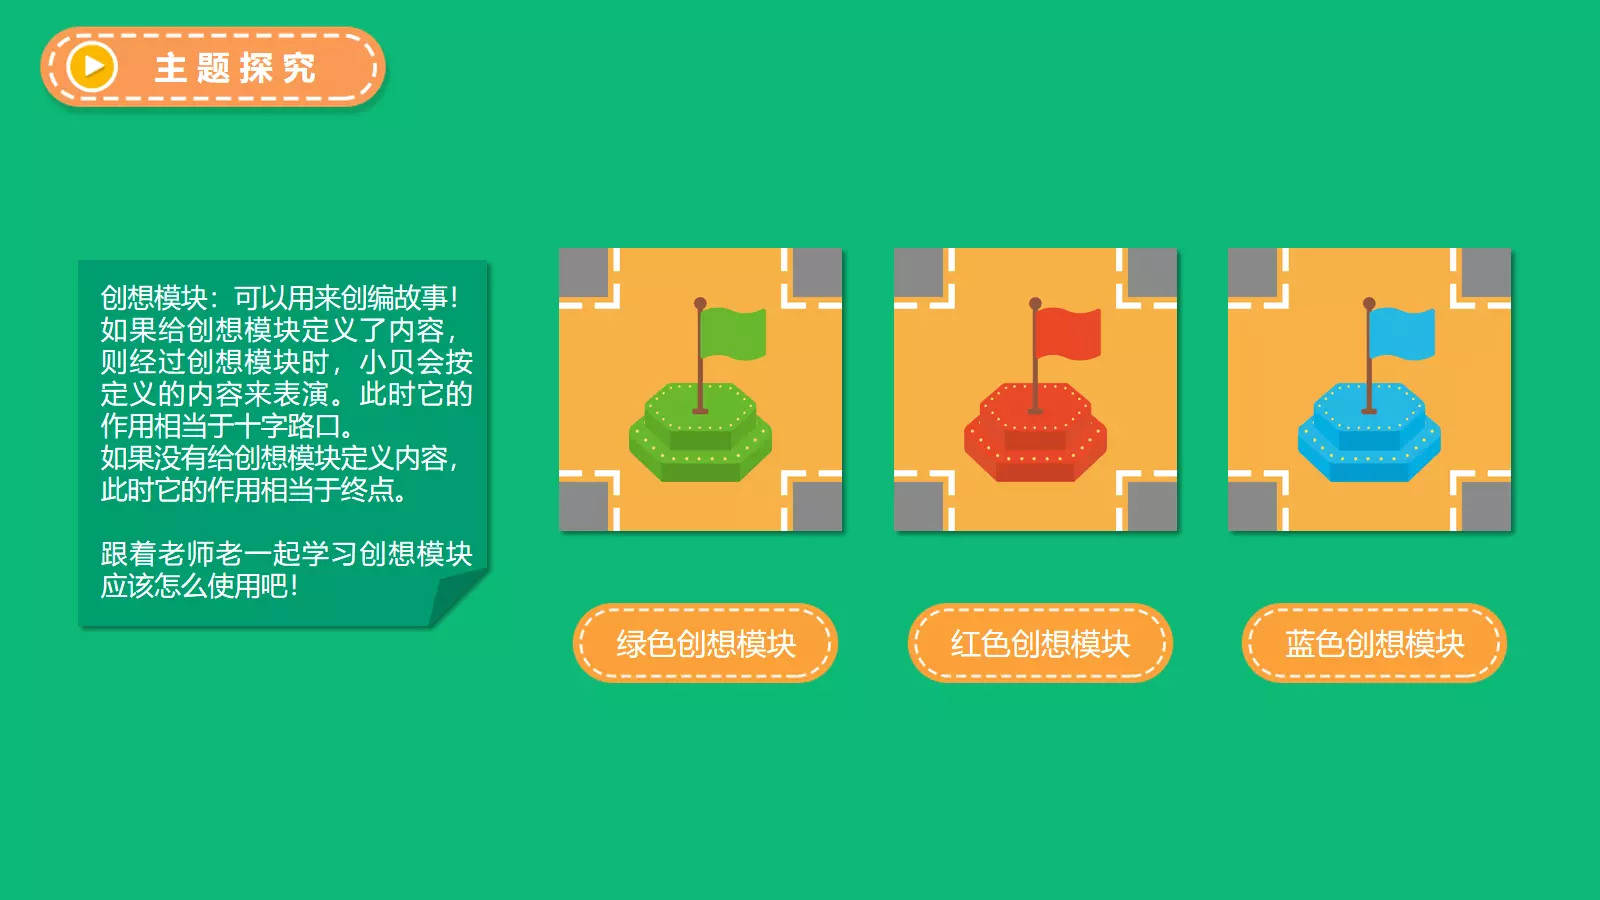 主题探究
创想模块：可以用来创编故事！
如果给创想模块定义了内容，
则经过创想模块时，小贝会按
定义的内容来表演。此时它的
作用相当于十字路口。
如果没有给创想模块定义内容，
此时它的作用相当于终点。
跟着老师老一起学习创想模块
应该怎么使用吧！
绿色创想模块
红色创想模块
蓝色创想模块